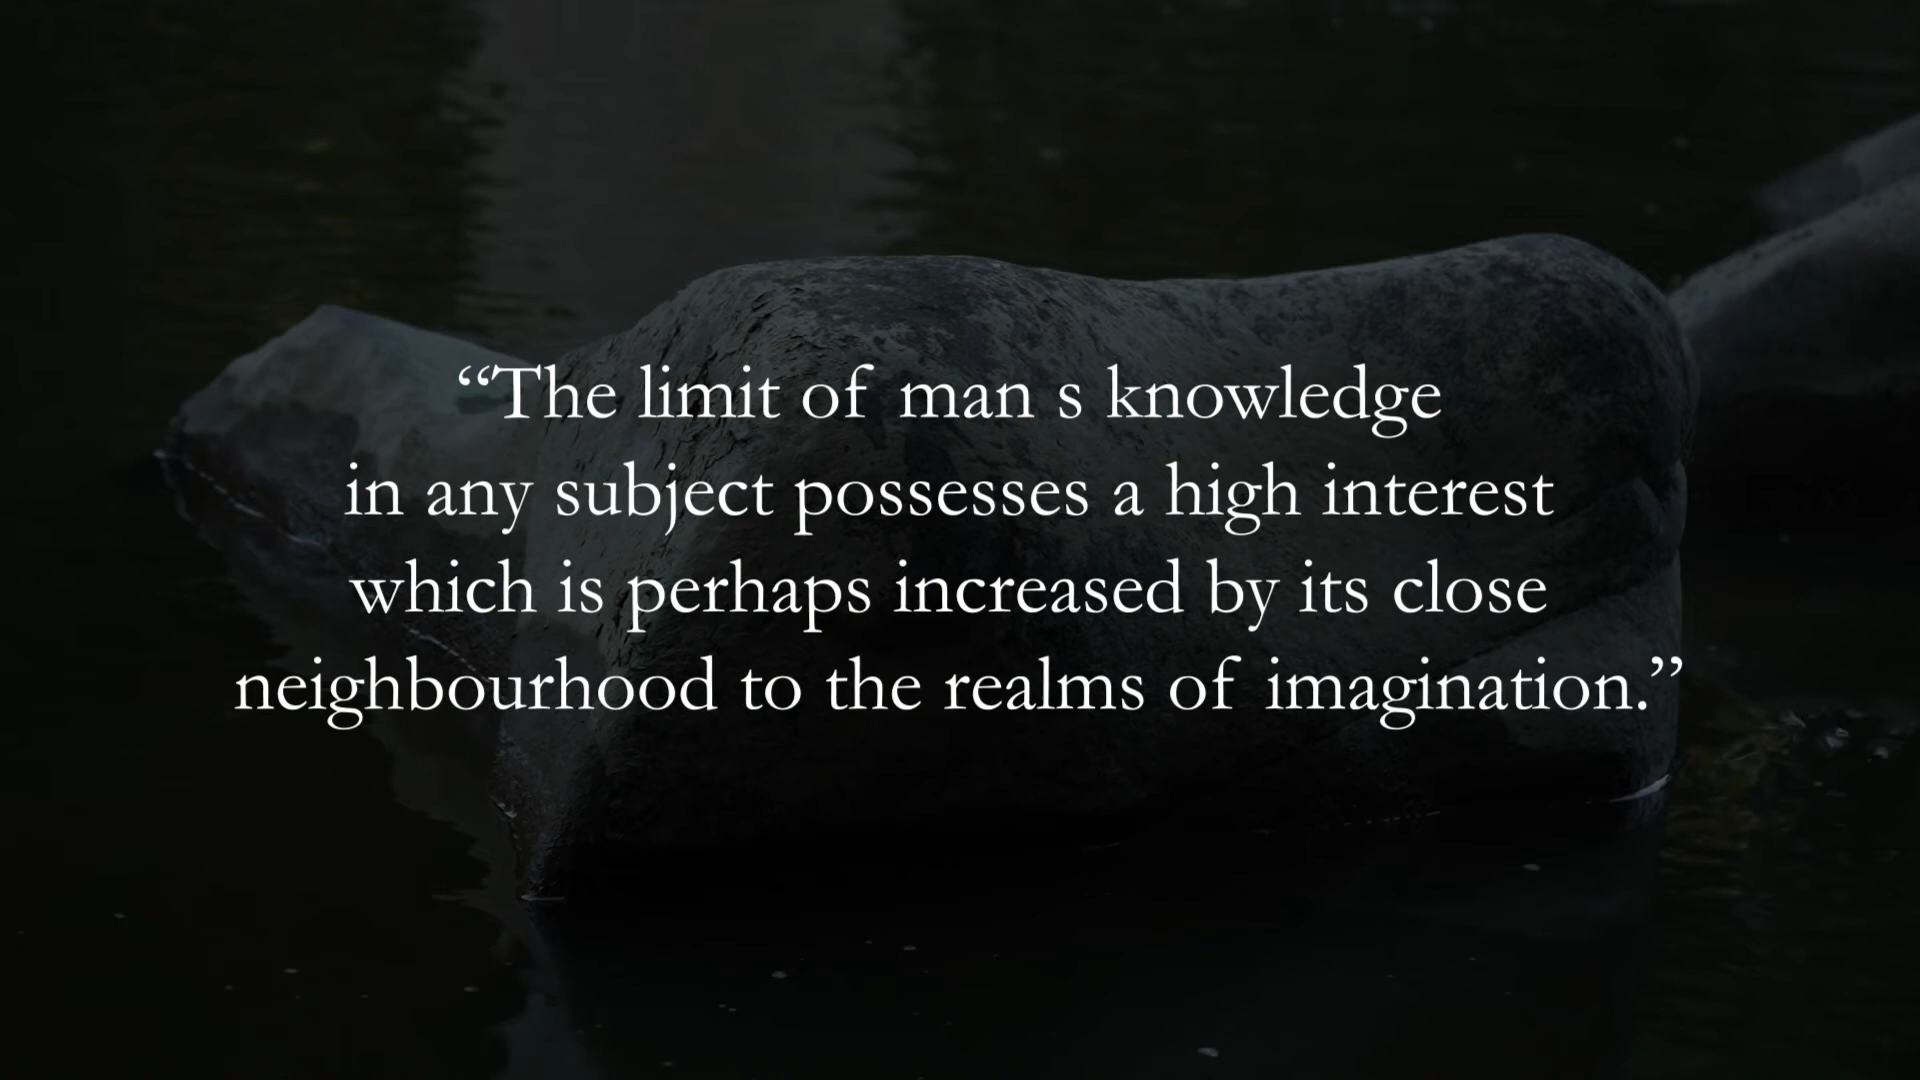 “The limit of man s knowledge
in any subject possesses a high interest
which is perhaps increased by its close
neighbourhood to the realms of imagination.”